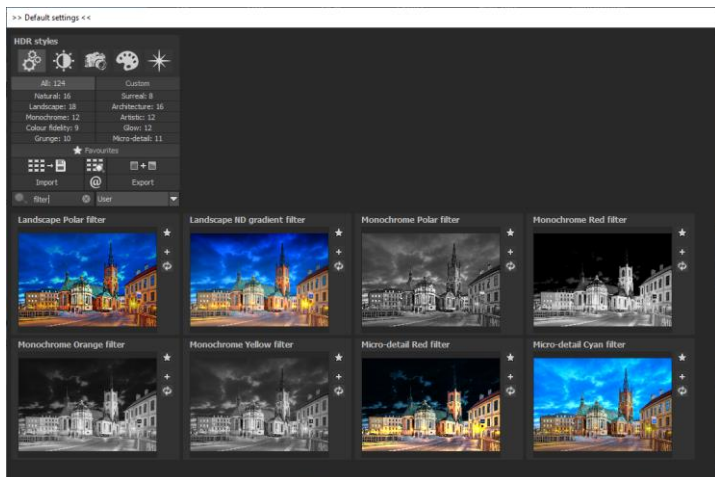 >> Default settings <<
HDR styles
All: 124 Custom
Natural: 16 Surreal: 8
Landscape: 18 Architecture: 16
Monochrome: 12 Artistic: 12
Colour fidelity: 9 Glow: 12
Grunge: 10 Micro-detail: 11
Favourites
Import @ Export
filter User
Landscape Polar filter Landscape ND gradient filter Monochrome Polar filter Monochrome Red filter
Monochrome Orange filter Monochrome Yellow filter Micro-detail Red filter Micro-detail Cyan filter